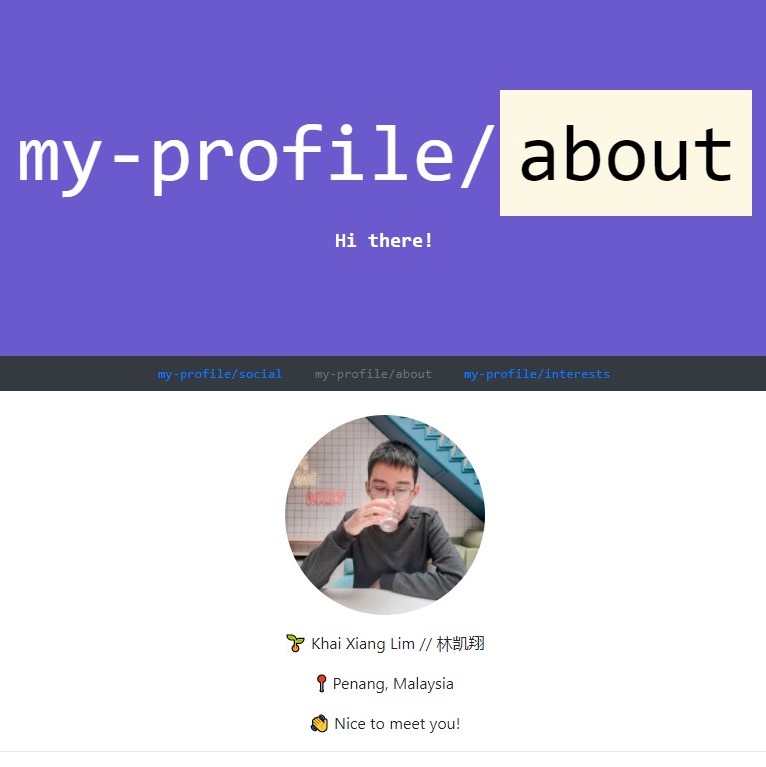 my-profile/about
Hi there!
my-profile/social my-profile/about my-profile/interests
🌱 Khai Xiang Lim // 林凯翔
📍 Penang, Malaysia
👋 Nice to meet you!